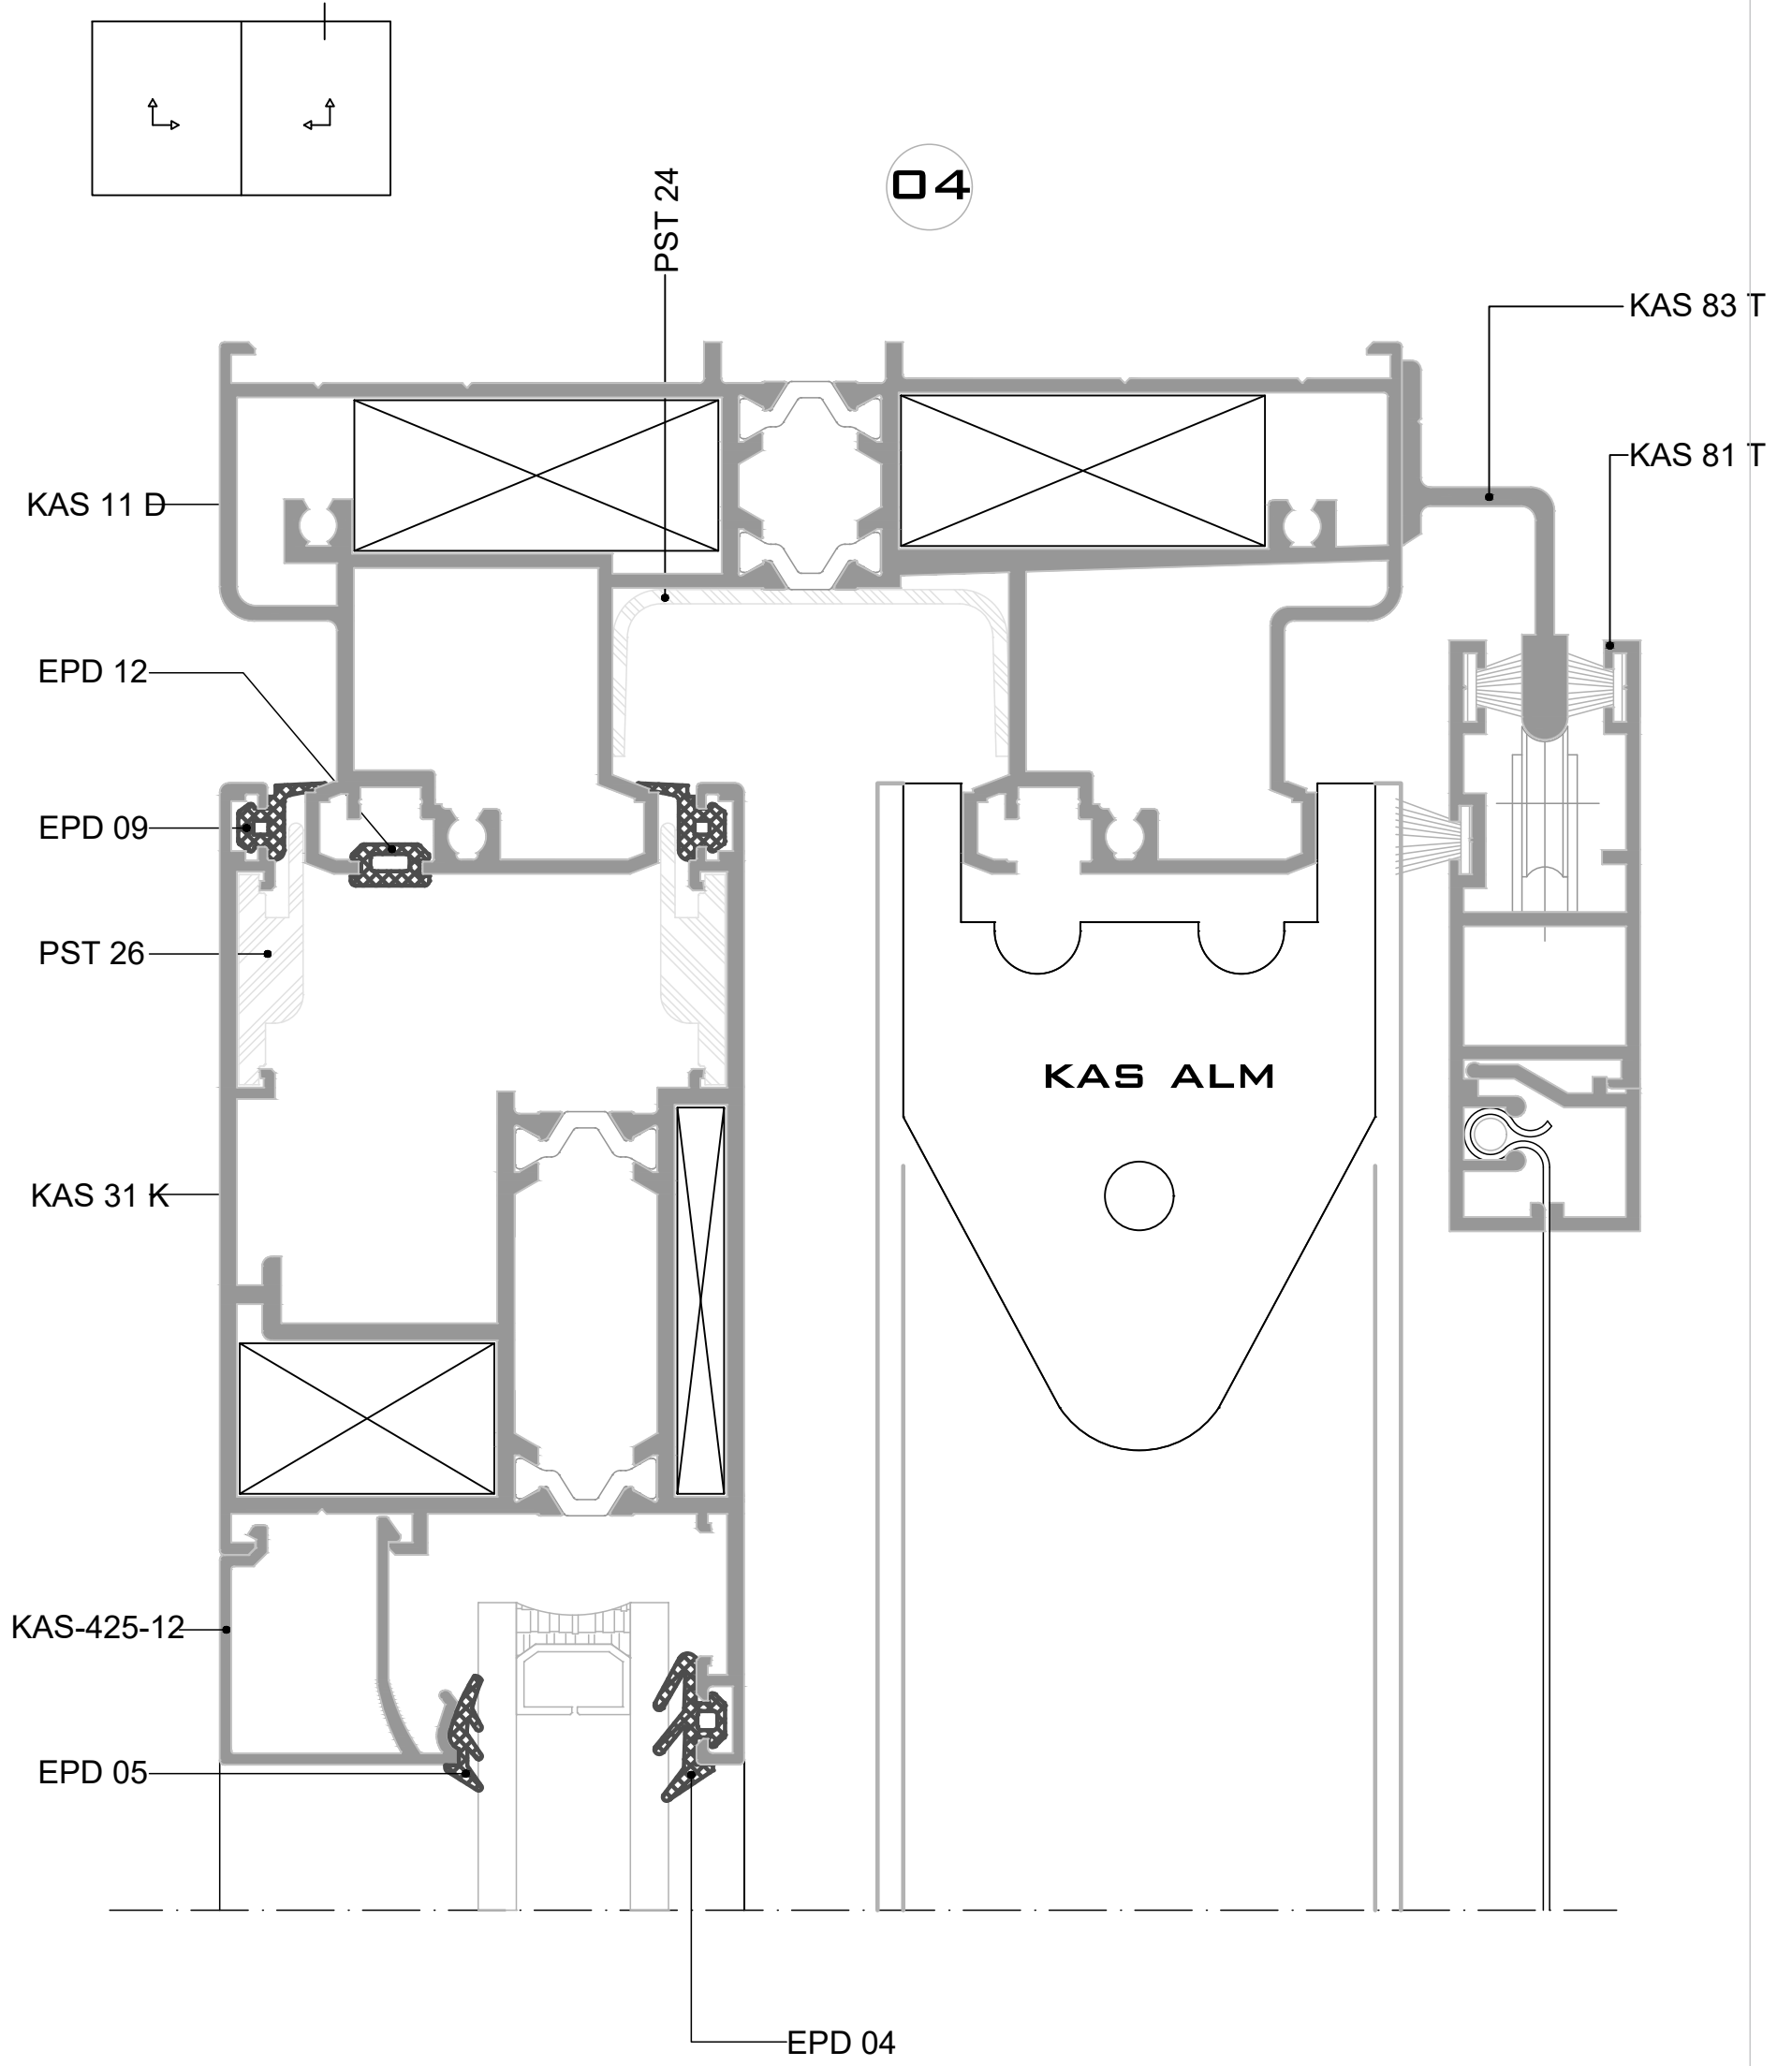 04
PST 24
KAS 83 T
KAS 81 T
KAS 11 D
EPD 12
EPD 09
PST 26
KAS ALM
KAS 31 K
KAS-425-12
EPD 05
EPD 04